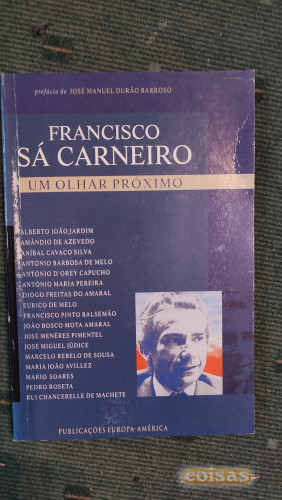 prefácio de JOSÉ MANUEL DURÃO BARROSO
FRANCISCO
SÁ CARNEIRO
UM OLHAR PRÓXIMO
ALBERTO JOÃO JARDIM
AMÂNDIO DE AZEVEDO
ANÍBAL CAVACO SILVA
ANTÓNIO BARBOSA DE MELO
ANTÓNIO D'OREY CAPUCHO
ANTÓNIO MARIA PEREIRA
DIOGO FREITAS DO AMARAL
EURICO DE MELO
FRANCISCO PINTO BALSEMÃO
JOÃO BOSCO MOTA AMARAL
JOSÉ MENÉRES PIMENTEL
JOSÉ MIGUEL JÚDICE
MARCELO REBELO DE SOUSA
MARIA JOÃO AVILLEZ
MÁRIO SOARES
PEDRO ROSETA
RUI CHANCERELLE DE MACHETE
PUBLICAÇÕES EUROPA-AMÉRICA
coisas